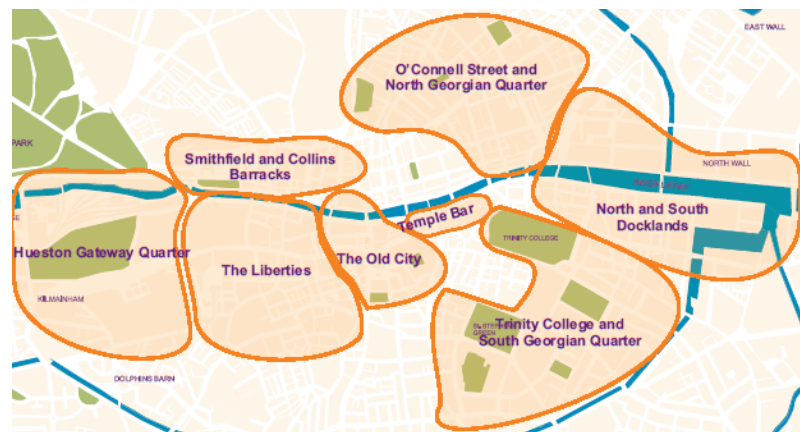 EAST WALL
O'Connell Street and
North Georgian Quarter
PARK
Smithfield and Collins
Barracks
NORTH WALL
North and South
Docklands
Temple Bar
TRINITY COLLEGE
Hueston Gateway Quarter
The Liberties
The Old City
KILMAINHAM
Trinity College and
South Georgian Quarter
GREEN
DOLPHINS BARN